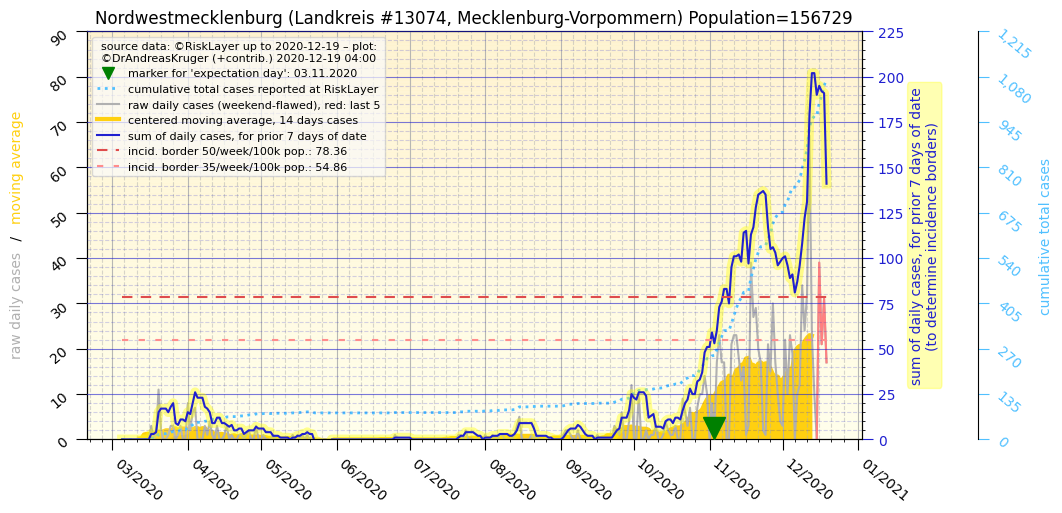 Nordwestmecklenburg (Landkreis #13074, Mecklenburg-Vorpommern) Population=156729
source data: ©RiskLayer up to 2020-12-19 – plot:
©DrAndreasKruger (+contrib.) 2020-12-19 04:00
marker for 'expectation day': 03.11.2020
cumulative total cases reported at RiskLayer
raw daily cases (weekend-flawed), red: last 5
centered moving average, 14 days cases
sum of daily cases, for prior 7 days of date
incid. border 50/week/100k pop.: 78.36
incid. border 35/week/100k pop.: 54.86
raw daily cases / moving average
90
80
70
60
50
40
30
20
10
0
225
200
175
150
125
100
75
50
25
0
sum of daily cases, for prior 7 days of date
(to determine incidence borders)
1,215
1,080
945
810
675
540
405
270
135
0
cumulative total cases
03/2020
04/2020
05/2020
06/2020
07/2020
08/2020
09/2020
10/2020
11/2020
12/2020
01/2021